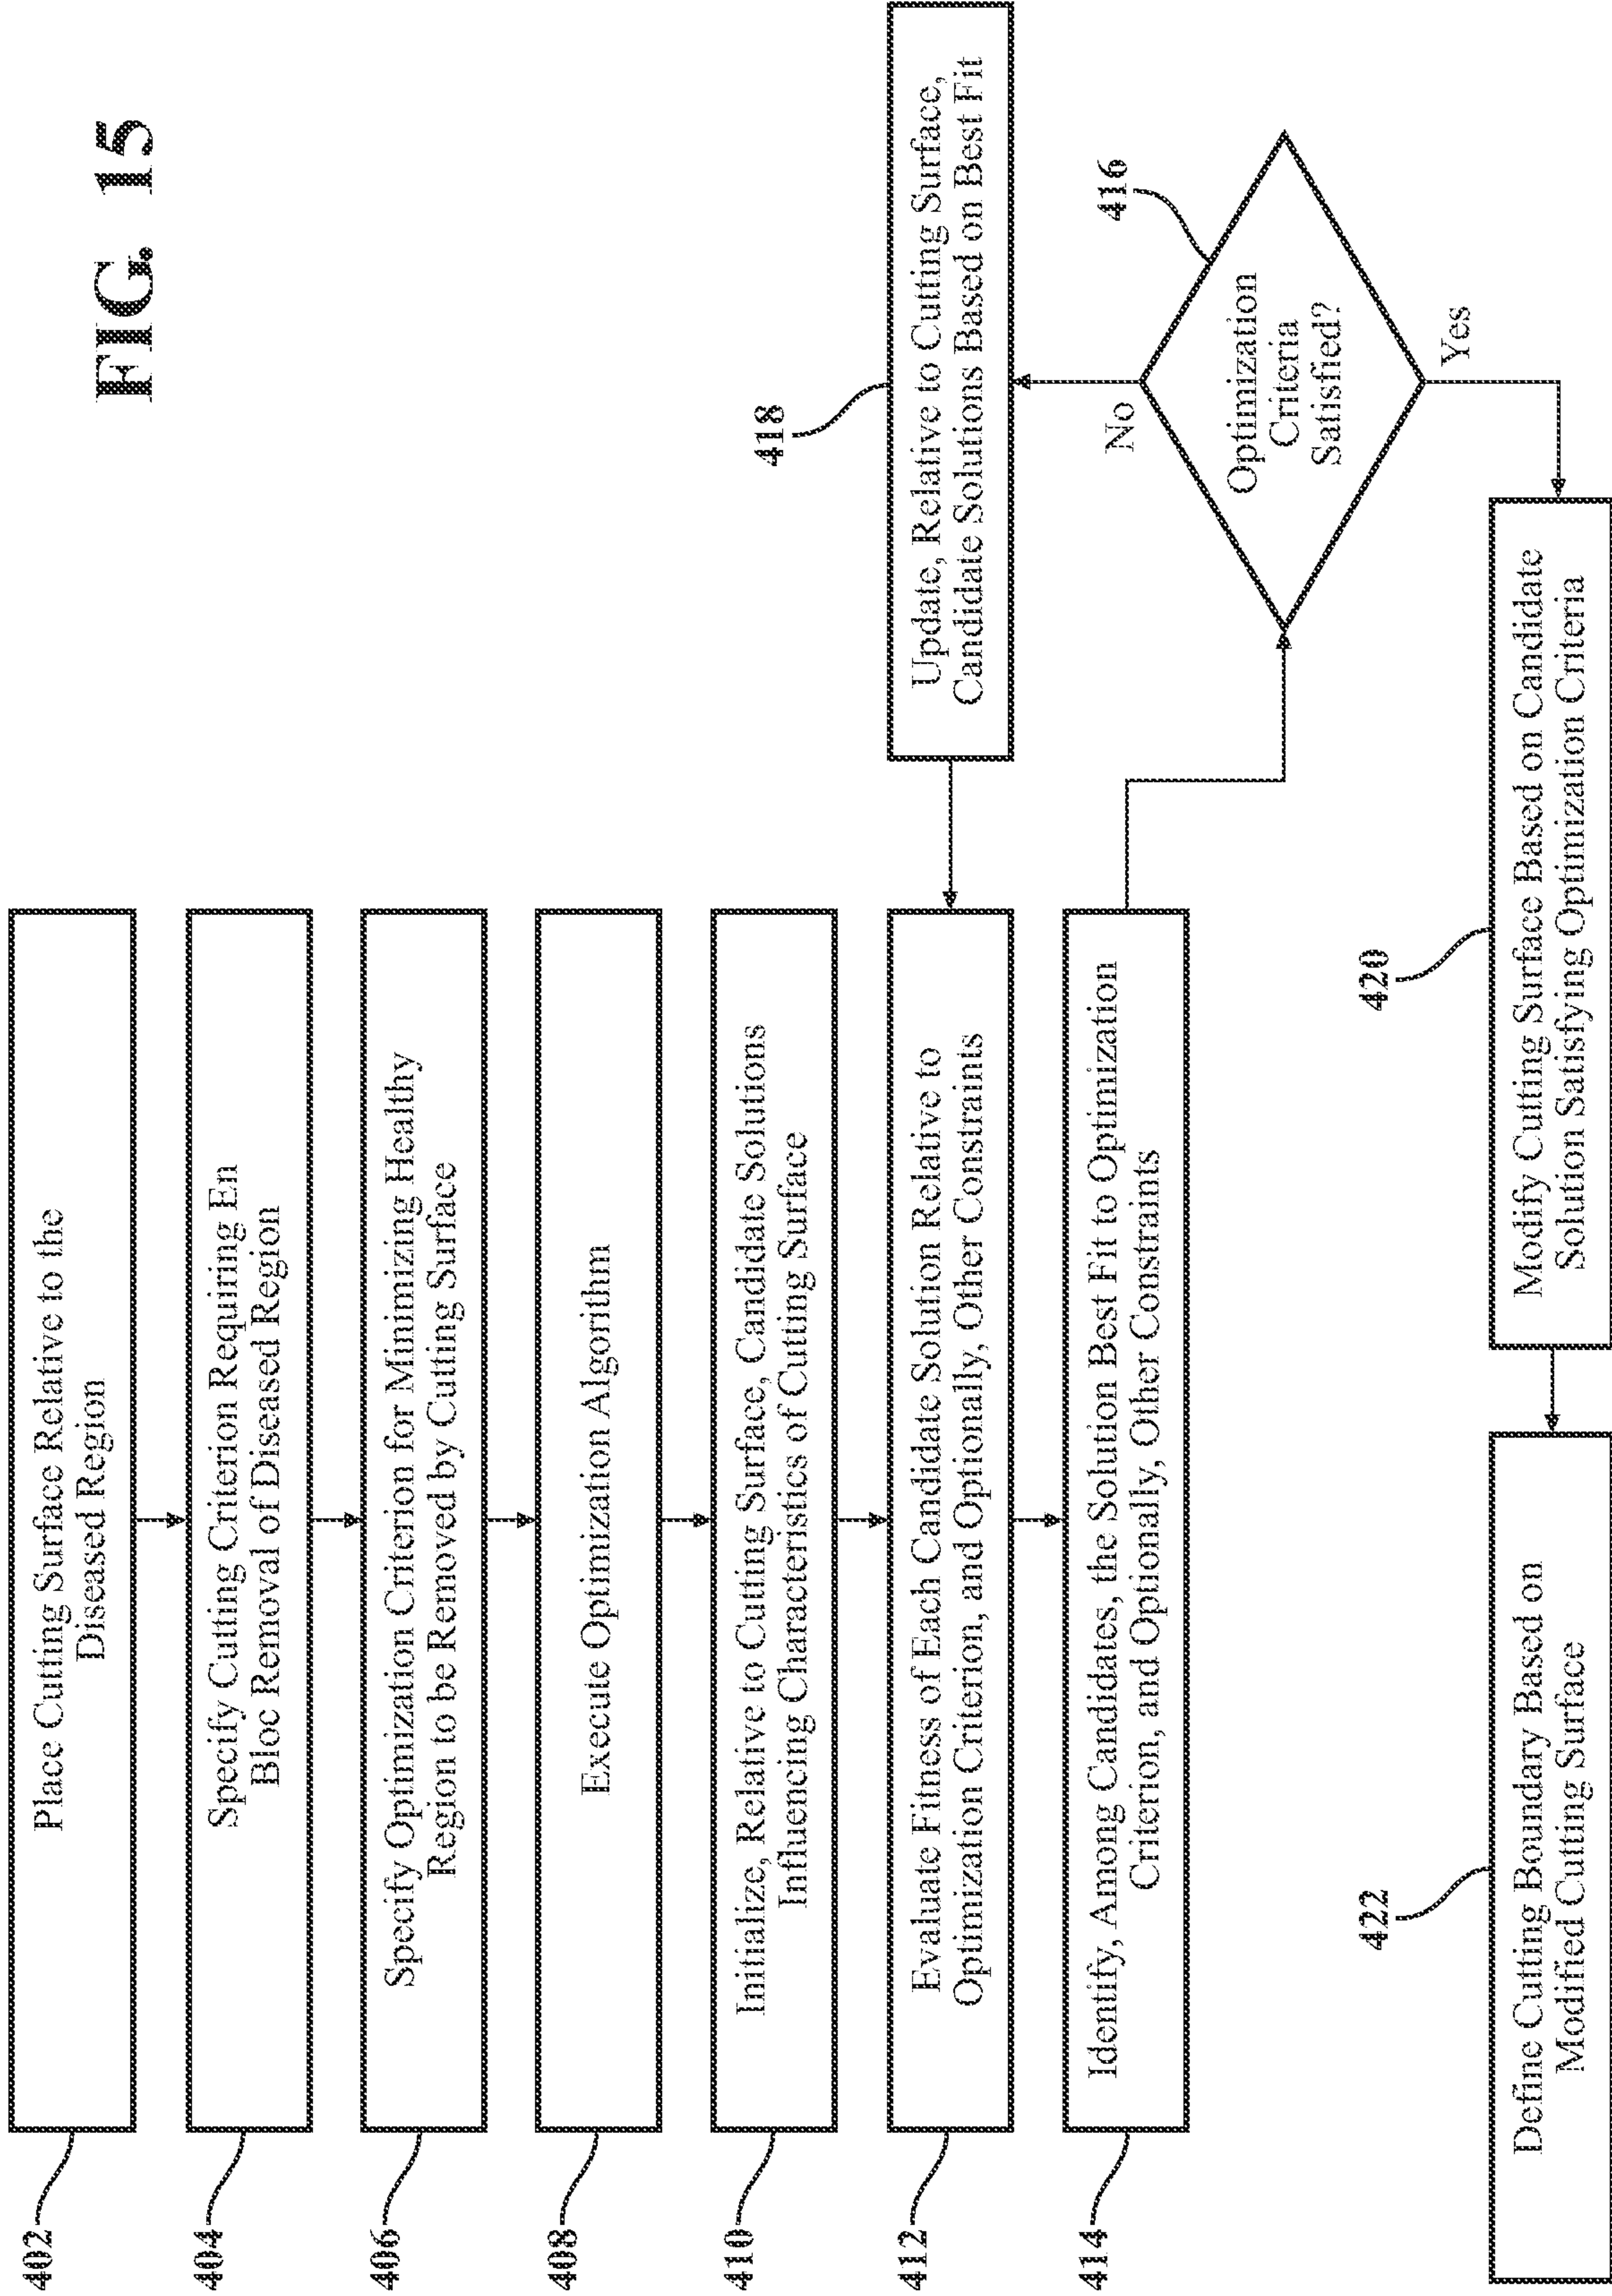 FIG. 15
402
Place Cutting Surface Relative to the
Diseased Region
404
Specify Cutting Criterion Requiring En
Bloc Removal of Diseased Region
406
Specify Optimization Criterion for Minimizing Healthy
Region to be Removed by Cutting Surface
408
Execute Optimization Algorithm
410
Initialize, Relative to Cutting Surface, Candidate Solutions
Influencing Characteristics of Cutting Surface
412
Evaluate Fitness of Each Candidate Solution Relative to
Optimization Criterion, and Optionally, Other Constraints
414
Identify, Among Candidates, the Solution Best Fit to Optimization
Criterion, and Optionally, Other Constraints
418
Update, Relative to Cutting Surface,
Candidate Solutions Based on Best Fit
No
416
Optimization
Criteria
Satisfied?
Yes
420
Modify Cutting Surface Based on Candidate
Solution Satisfying Optimization Criteria
422
Define Cutting Boundary Based on
Modified Cutting Surface